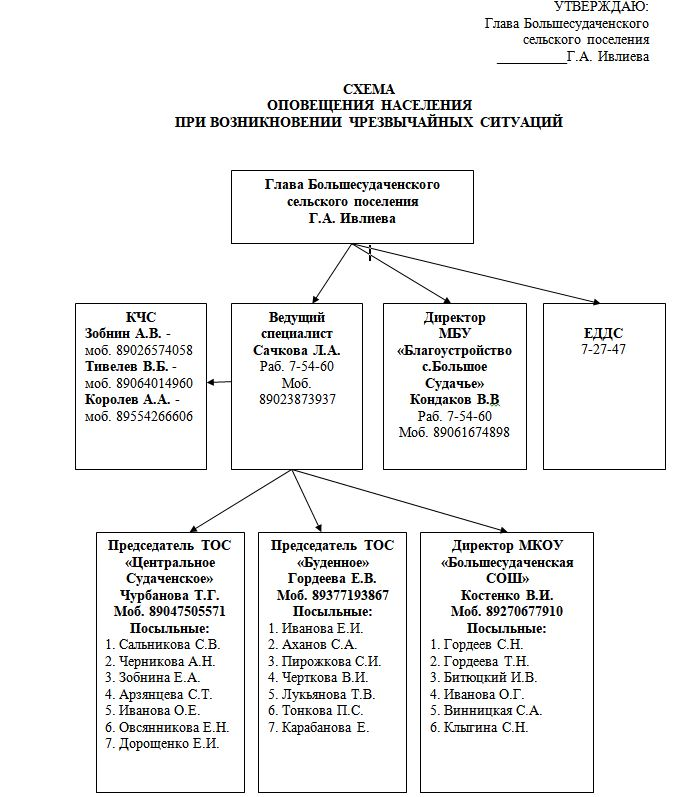 УТВЕРЖДАЮ:
Глава Большесудаченского
сельского поселения
__________Г.А. Ивлиева
СХЕМА
ОПОВЕЩЕНИЯ НАСЕЛЕНИЯ
ПРИ ВОЗНИКНОВЕНИИ ЧРЕЗВЫЧАЙНЫХ СИТУАЦИЙ
Глава Большесудаченского
сельского поселения
Г.А. Ивлиева
КЧС
Зобнин А.В. -
моб. 89026574058
Тивелев В.Б. -
моб. 89064014960
Королев А.А. -
моб. 89554266606
Ведущий
специалист
Сачкова Л.А.
Раб. 7-54-60
Моб.
89023873937
Директор
МБУ
«Благоустройство
с.Большое
Судачье»
Кондаков В.В
Раб. 7-54-60
Моб. 89061674898
ЕДДС
7-27-47
Председатель ТОС
«Центральное
Судаченское»
Чурбанова Т.Г.
Моб. 89047505571
Посыльные:
1. Сальникова С.В.
2. Черникова А.Н.
3. Зобнина Е.А.
4. Арзянцева С.Т.
5. Иванова О.Е.
6. Овсянникова Е.Н.
7. Дорощенко Е.И.
Председатель ТОС
«Буденное»
Гордеева Е.В.
Моб. 89377193867
Посыльные:
1. Иванова Е.И.
2. Аханов С.А.
3. Пирожкова С.И.
4. Черткова В.И.
5. Лукьянова Т.В.
6. Тонкова П.С.
7. Карабанова Е.
Директор МКОУ
«Большесудаченская
СОШ»
Костенко В.И.
Моб. 89270677910
Посыльные:
1. Гордеев С.Н.
2. Гордеева Т.Н.
3. Битюцкий И.В.
4. Иванова О.Г.
5. Винницкая С.А.
6. Клыгина С.Н.